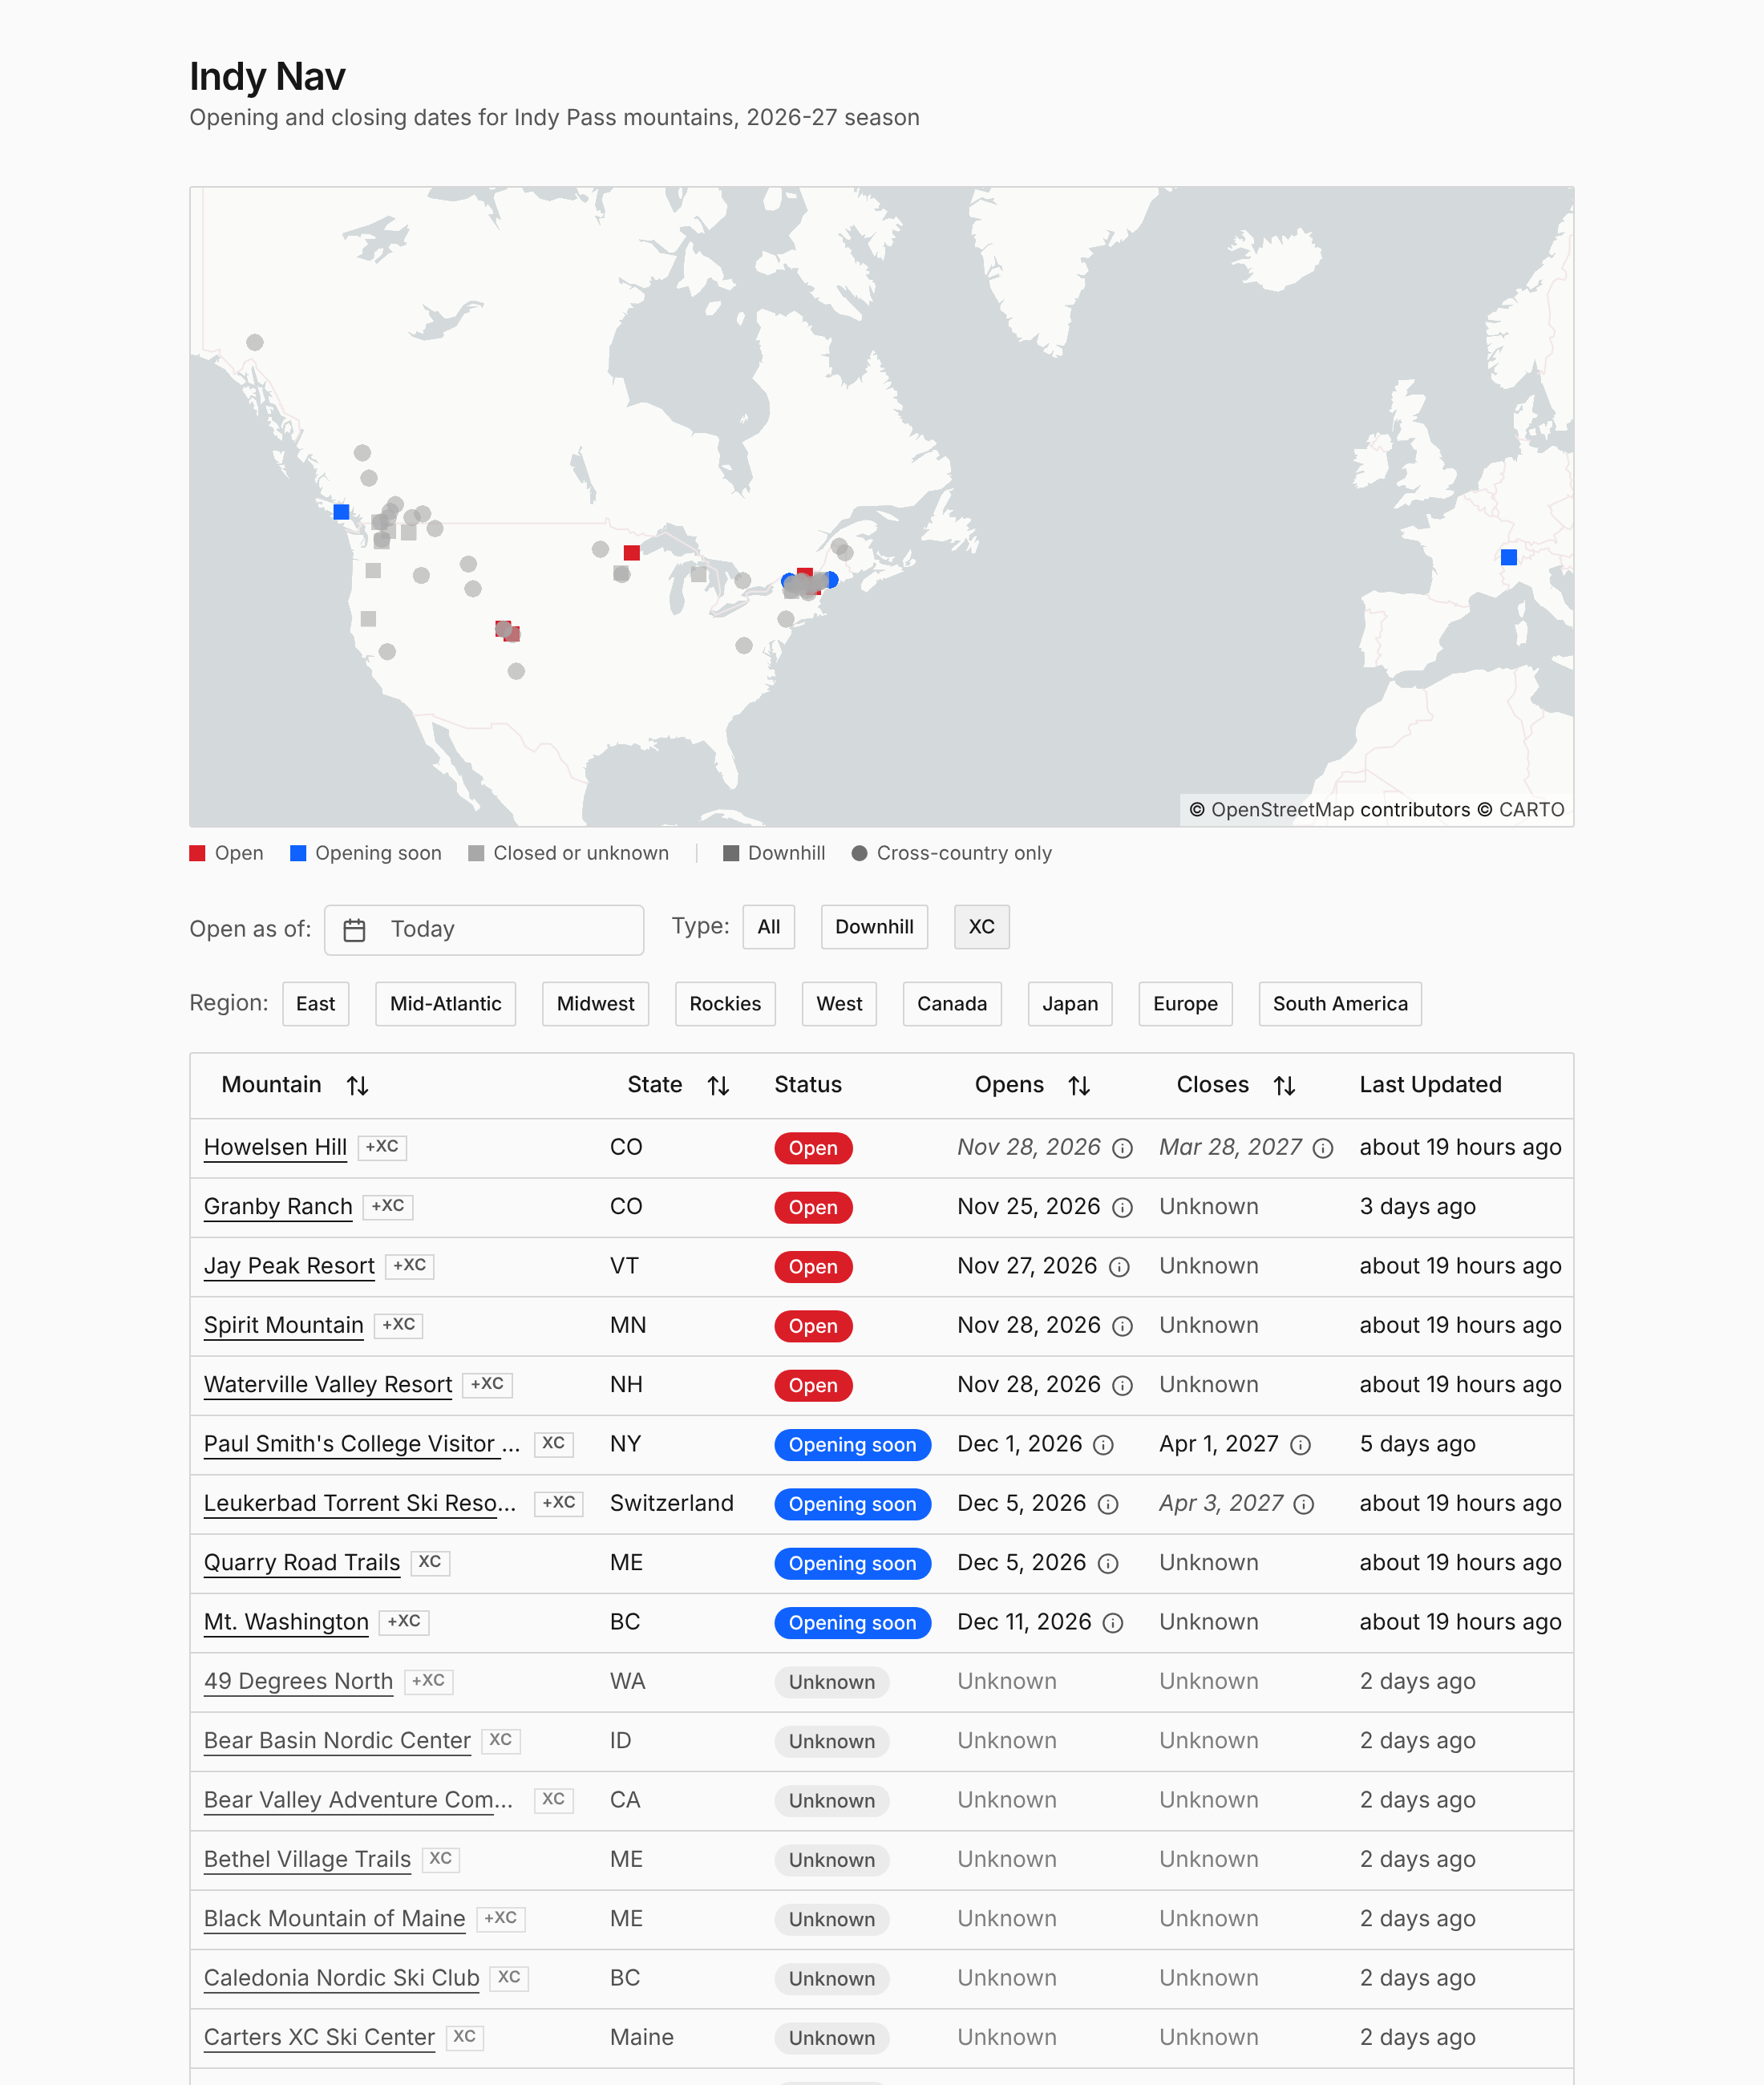 Indy Nav
Opening and closing dates for Indy Pass mountains, 2026-27 season
© OpenStreetMap contributors © CARTO
Open Opening soon Closed or unknown Downhill Cross-country only
Open as of: Today Type: All Downhill XC
Region: East Mid-Atlantic Midwest Rockies West Canada Japan Europe South America
Mountain State Status Opens Closes Last Updated
Howelsen Hill +XC CO Open Nov 28, 2026 Mar 28, 2027 about 19 hours ago
Granby Ranch +XC CO Open Nov 25, 2026 Unknown 3 days ago
Jay Peak Resort +XC VT Open Nov 27, 2026 Unknown about 19 hours ago
Spirit Mountain +XC MN Open Nov 28, 2026 Unknown about 19 hours ago
Waterville Valley Resort +XC NH Open Nov 28, 2026 Unknown about 19 hours ago
Paul Smith's College Visitor ... XC NY Opening soon Dec 1, 2026 Apr 1, 2027 5 days ago
Leukerbad Torrent Ski Reso... +XC Switzerland Opening soon Dec 5, 2026 Apr 3, 2027 about 19 hours ago
Quarry Road Trails XC ME Opening soon Dec 5, 2026 Unknown about 19 hours ago
Mt. Washington +XC BC Opening soon Dec 11, 2026 Unknown about 19 hours ago
49 Degrees North +XC WA Unknown Unknown Unknown 2 days ago
Bear Basin Nordic Center XC ID Unknown Unknown Unknown 2 days ago
Bear Valley Adventure Com... XC CA Unknown Unknown Unknown 2 days ago
Bethel Village Trails XC ME Unknown Unknown Unknown 2 days ago
Black Mountain of Maine +XC ME Unknown Unknown Unknown 2 days ago
Caledonia Nordic Ski Club XC BC Unknown Unknown Unknown 2 days ago
Carters XC Ski Center XC Maine Unknown Unknown Unknown 2 days ago